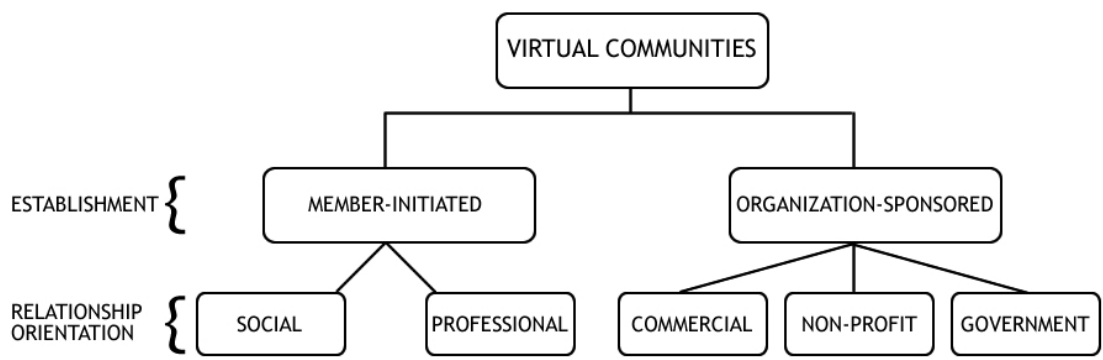 VIRTUAL COMMUNITIES
ESTABLISHMENT
MEMBER-INITIATED
ORGANIZATION-SPONSORED
RELATIONSHIP
ORIENTATION
SOCIAL
PROFESSIONAL
COMMERCIAL
NON-PROFIT
GOVERNMENT